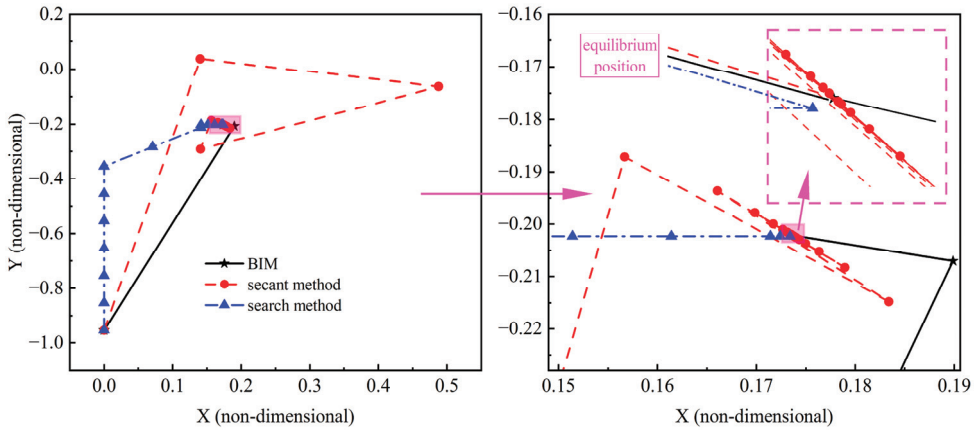 0.2
0.0
−0.2
−0.4
−0.6
−0.8
−1.0
Y (non-dimensional)
BIM
secant method
search method
0.0 0.1 0.2 0.3 0.4 0.5
X (non-dimensional)
−0.16
−0.17
−0.18
−0.19
−0.20
−0.21
−0.22
equilibrium
position
0.150 0.16 0.17 0.18 0.19
X (non-dimensional)